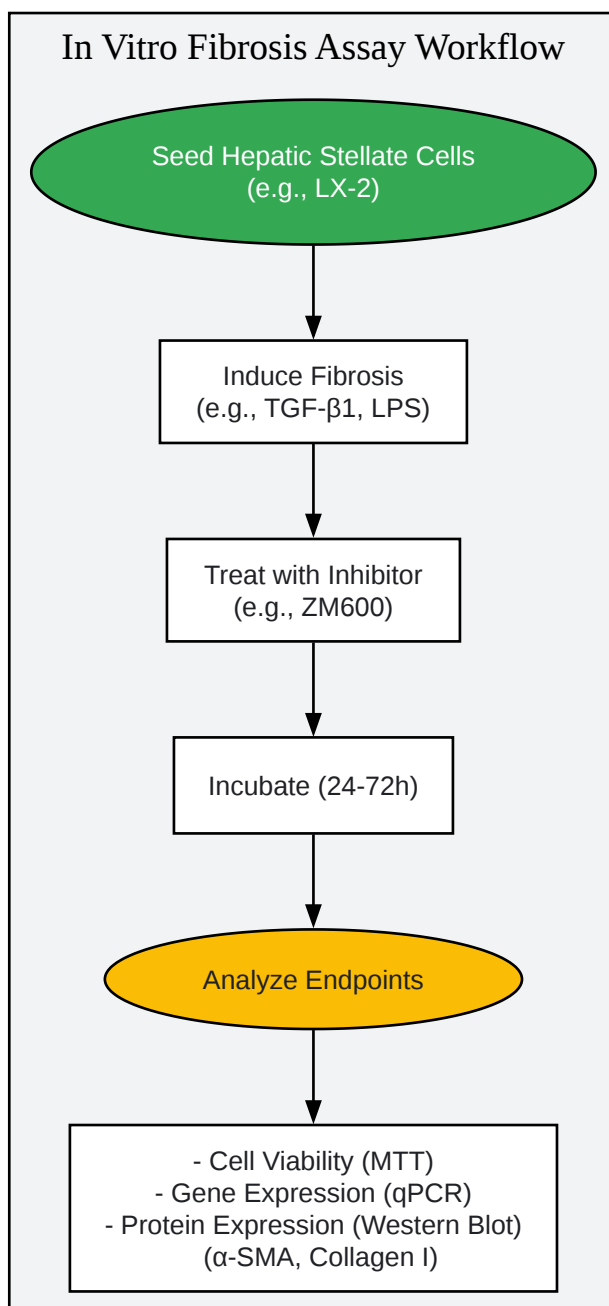 In Vitro Fibrosis Assay Workflow
Seed Hepatic Stellate Cells
(e.g., LX-2)
Induce Fibrosis
(e.g., TGF-β1, LPS)
Treat with Inhibitor
(e.g., ZM600)
Incubate (24-72h)
Analyze Endpoints
- Cell Viability (MTT)
- Gene Expression (qPCR)
- Protein Expression (Western Blot)
(α-SMA, Collagen I)